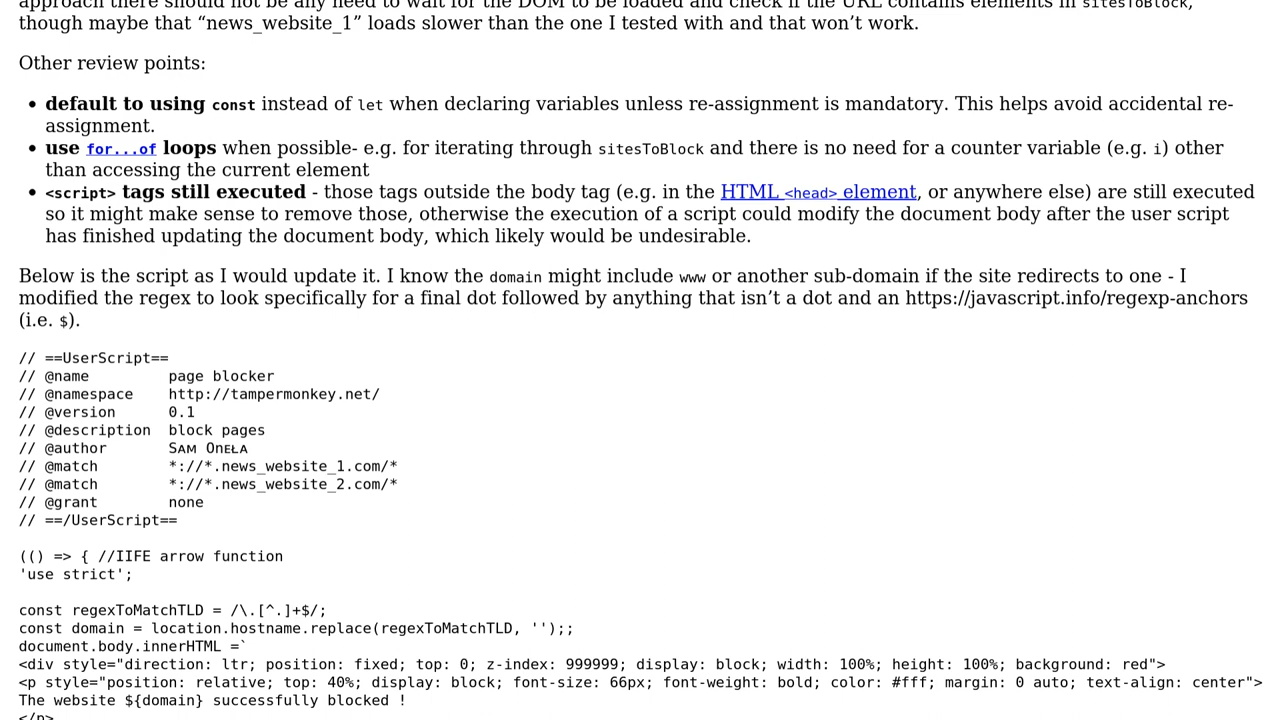 approach there should not be any need to wait for the DOM to be loaded and check if the URL contains elements in sitesToBlock,
though maybe that “news_website_1” loads slower than the one I tested with and that won’t work.
Other review points:
• default to using const instead of let when declaring variables unless re-assignment is mandatory. This helps avoid accidental re-
assignment.
• use for...of loops when possible- e.g. for iterating through sitesToBlock and there is no need for a counter variable (e.g. i) other
than accessing the current element
• <script> tags still executed - those tags outside the body tag (e.g. in the HTML <head> element, or anywhere else) are still executed
so it might make sense to remove those, otherwise the execution of a script could modify the document body after the user script
has finished updating the document body, which likely would be undesirable.
Below is the script as I would update it. I know the domain might include www or another sub-domain if the site redirects to one - I
modified the regex to look specifically for a final dot followed by anything that isn’t a dot and an https://javascript.info/regexp-anchors
(i.e. $).
// ==UserScript==
// @name         page blocker
// @namespace    http://tampermonkey.net/
// @version      0.1
// @description  block pages
// @author       Sᴀᴍ Oɴᴇᴌᴀ
// @match        *://*.news_website_1.com/*
// @match        *://*.news_website_2.com/*
// @grant        none
// ==/UserScript==
(() => { //IIFE arrow function
'use strict';
const regexToMatchTLD = /\.[^.]+$/;
const domain = location.hostname.replace(regexToMatchTLD, '');;
document.body.innerHTML =`
<div style="direction: ltr; position: fixed; top: 0; z-index: 999999; display: block; width: 100%; height: 100%; background: red">
<p style="position: relative; top: 40%; display: block; font-size: 66px; font-weight: bold; color: #fff; margin: 0 auto; text-align: center">
The website ${domain} successfully blocked !
</p>